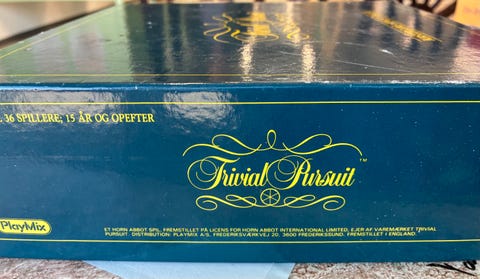 36 SPILLERE; 15 ÅR OG OPEFTER
Trivial Pursuit ™
PlayMix
ET HORN ABBOT SPIL. FREMSTILLET PÅ LICENS FOR HORN ABBOT INTERNATIONAL LIMITED, EJER AF VAREMÆRKET TRIVIAL
PURSUIT · DISTRIBUTION: PLAYMIX A/S, FREDERIKSVÆRKVEJ 20, 3600 FREDERIKSSUND. FREMSTILLET I ENGLAND.